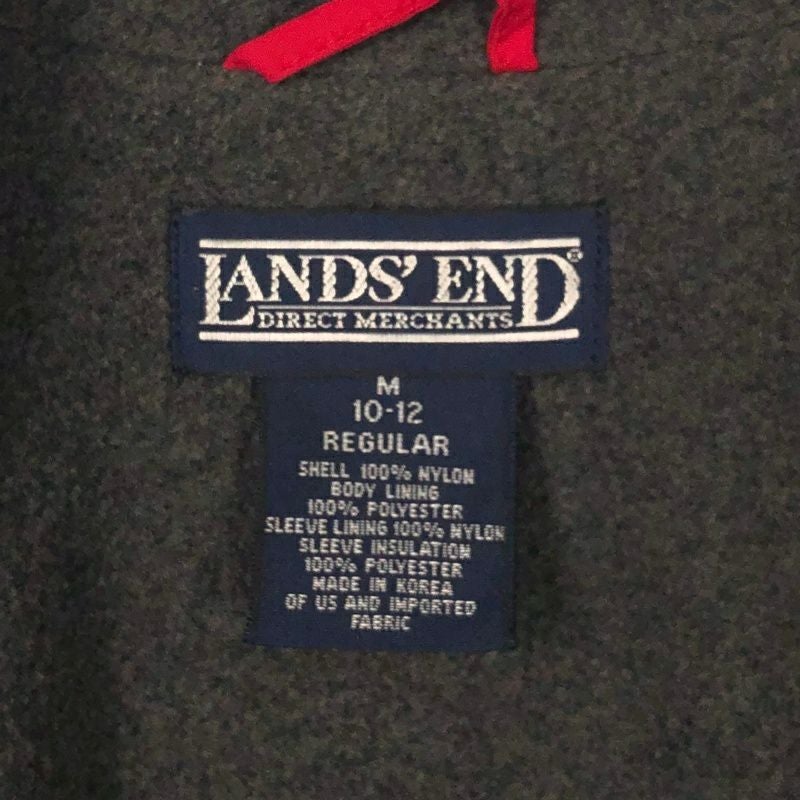 LANDS' END®
DIRECT MERCHANTS
M
10-12
REGULAR
SHELL 100% NYLON
BODY LINING
100% POLYESTER
SLEEVE LINING 100% NYLON
SLEEVE INSULATION
100% POLYESTER
MADE IN KOREA
OF US AND IMPORTED
FABRIC